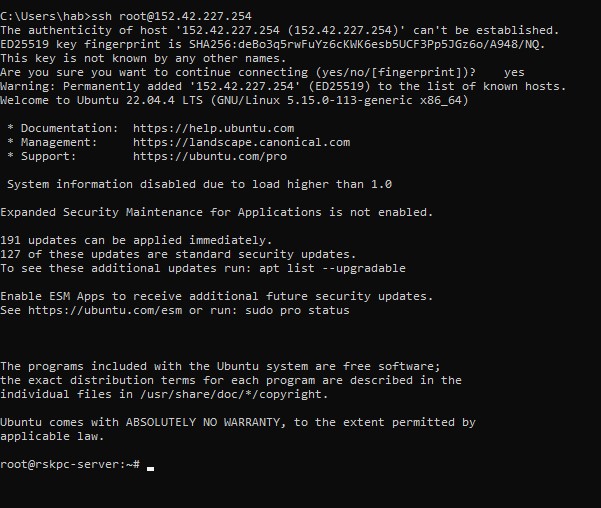 C:\Users\hab>ssh root@152.42.227.254
The authenticity of host '152.42.227.254 (152.42.227.254)' can't be established.
ED25519 key fingerprint is SHA256:deBo3q5rwFuYz6cKWK6esb5UCF3Pp5JGz6o/A948/NQ.
This key is not known by any other names.
Are you sure you want to continue connecting (yes/no/[fingerprint])?    yes
Warning: Permanently added '152.42.227.254' (ED25519) to the list of known hosts.
Welcome to Ubuntu 22.04.4 LTS (GNU/Linux 5.15.0-113-generic x86_64)
 * Documentation:  https://help.ubuntu.com
 * Management:     https://landscape.canonical.com
 * Support:        https://ubuntu.com/pro
 System information disabled due to load higher than 1.0
Expanded Security Maintenance for Applications is not enabled.
191 updates can be applied immediately.
127 of these updates are standard security updates.
To see these additional updates run: apt list --upgradable
Enable ESM Apps to receive additional future security updates.
See https://ubuntu.com/esm or run: sudo pro status
The programs included with the Ubuntu system are free software;
the exact distribution terms for each program are described in the
individual files in /usr/share/doc/*/copyright.
Ubuntu comes with ABSOLUTELY NO WARRANTY, to the extent permitted by
applicable law.
root@rskpc-server:~#